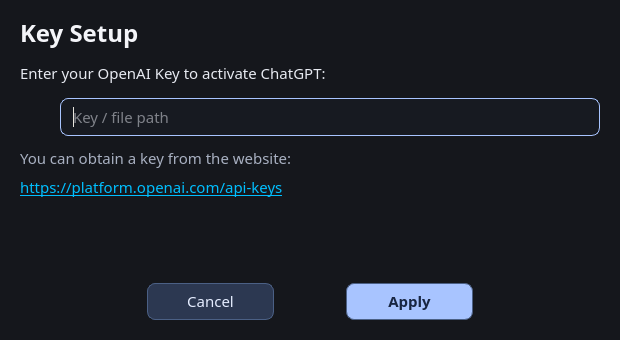 Key Setup
Enter your OpenAI Key to activate ChatGPT:
Key / file path
You can obtain a key from the website:
https://platform.openai.com/api-keys
Cancel
Apply